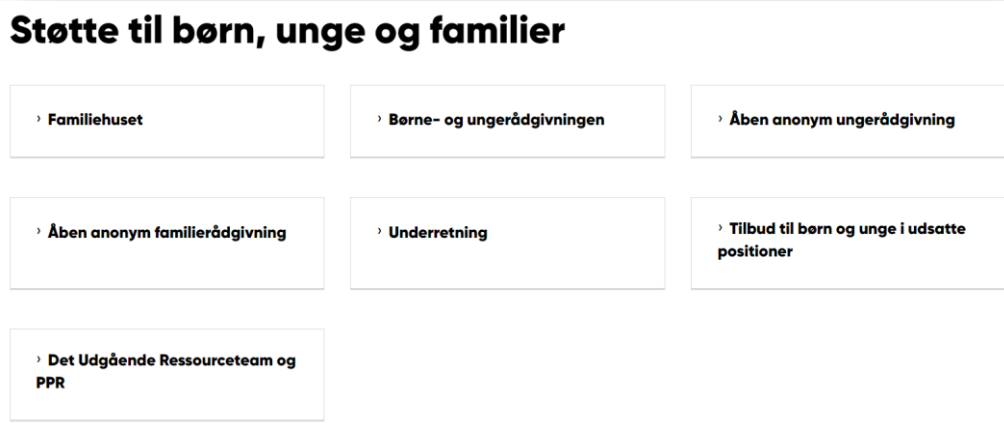 Støtte til børn, unge og familier
› Familiehuset
› Børne- og ungerådgivningen
› Åben anonym ungerådgivning
› Åben anonym familierådgivning
› Underretning
› Tilbud til børn og unge i udsatte
positioner
› Det Udgående Ressourceteam og
PPR